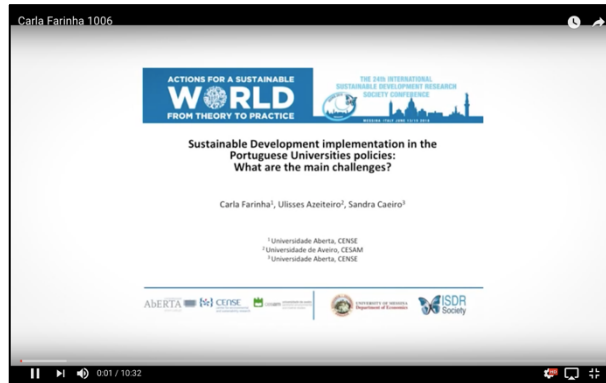 Carla Farinha 1006
ACTIONS FOR A SUSTAINABLE
WORLD
FROM THEORY TO PRACTICE
THE 24th INTERNATIONAL
SUSTAINABLE DEVELOPMENT RESEARCH
SOCIETY CONFERENCE
Sustainable Development implementation in the
Portuguese Universities policies:
What are the main challenges?
Carla Farinha¹, Ulisses Azeiteiro², Sandra Caeiro³
¹ Universidade Aberta, CENSE
² Universidade de Aveiro, CESAM
³ Universidade Aberta, CENSE
AbERTA
CENSE
UNIVERSITY OF MESSINA
Department of Economics
ISDR
Society
0:01 / 10:32